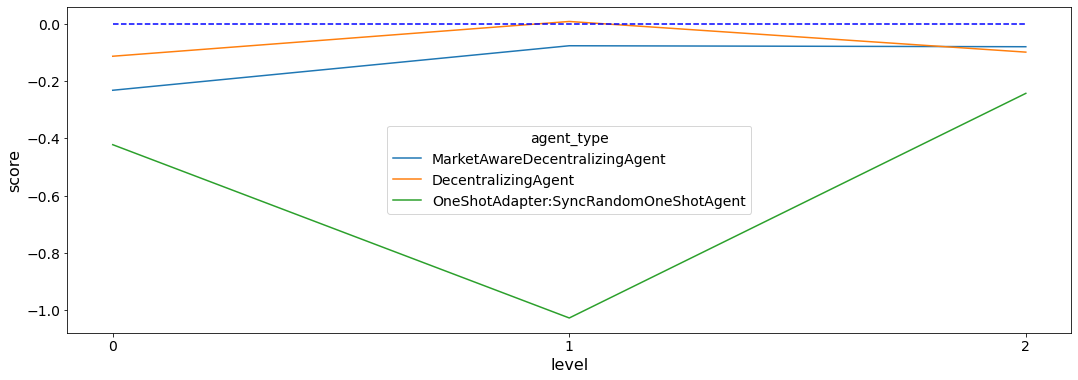 0.0
−0.2
−0.4
−0.6
−0.8
−1.0
score
agent_type
MarketAwareDecentralizingAgent
DecentralizingAgent
OneShotAdapter:SyncRandomOneShotAgent
0 1 2
level